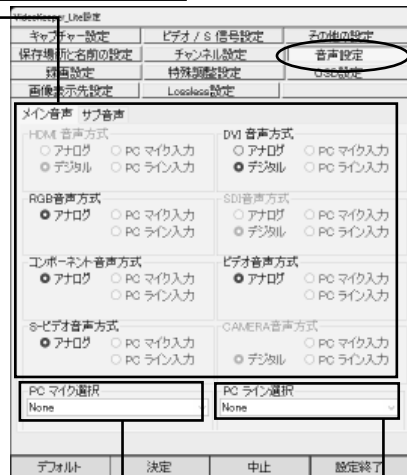 VideoKeeper_Lite設定
キャプチャー設定 ビデオ / S 信号設定 その他の設定
保存場所と名前の設定 チャンネル設定 音声設定
録画設定 特殊調整設定 OSD設定
画像表示先設定 Lossless設定
メイン音声 サブ音声
HDMI 音声方式 DVI 音声方式
アナログ PC マイク入力 アナログ PC マイク入力
デジタル PC ライン入力 デジタル PC ライン入力
RGB音声方式 SDI音声方式
アナログ PC マイク入力 アナログ PC マイク入力
PC ライン入力 デジタル PC ライン入力
コンポーネント音声方式 ビデオ音声方式
アナログ PC マイク入力 アナログ PC マイク入力
PC ライン入力 PC ライン入力
S-ビデオ音声方式 CAMERA音声方式
アナログ PC マイク入力 PC マイク入力
PC ライン入力 デジタル PC ライン入力
PC マイク選択 PC ライン選択
None None
デフォルト 決定 中止 設定終了